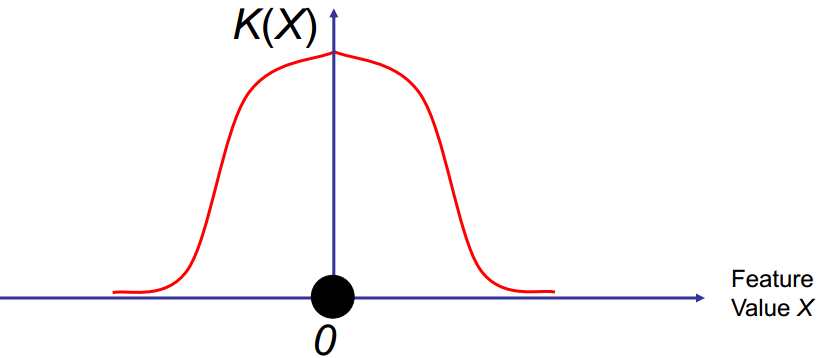 K(X)
Feature
Value X
0